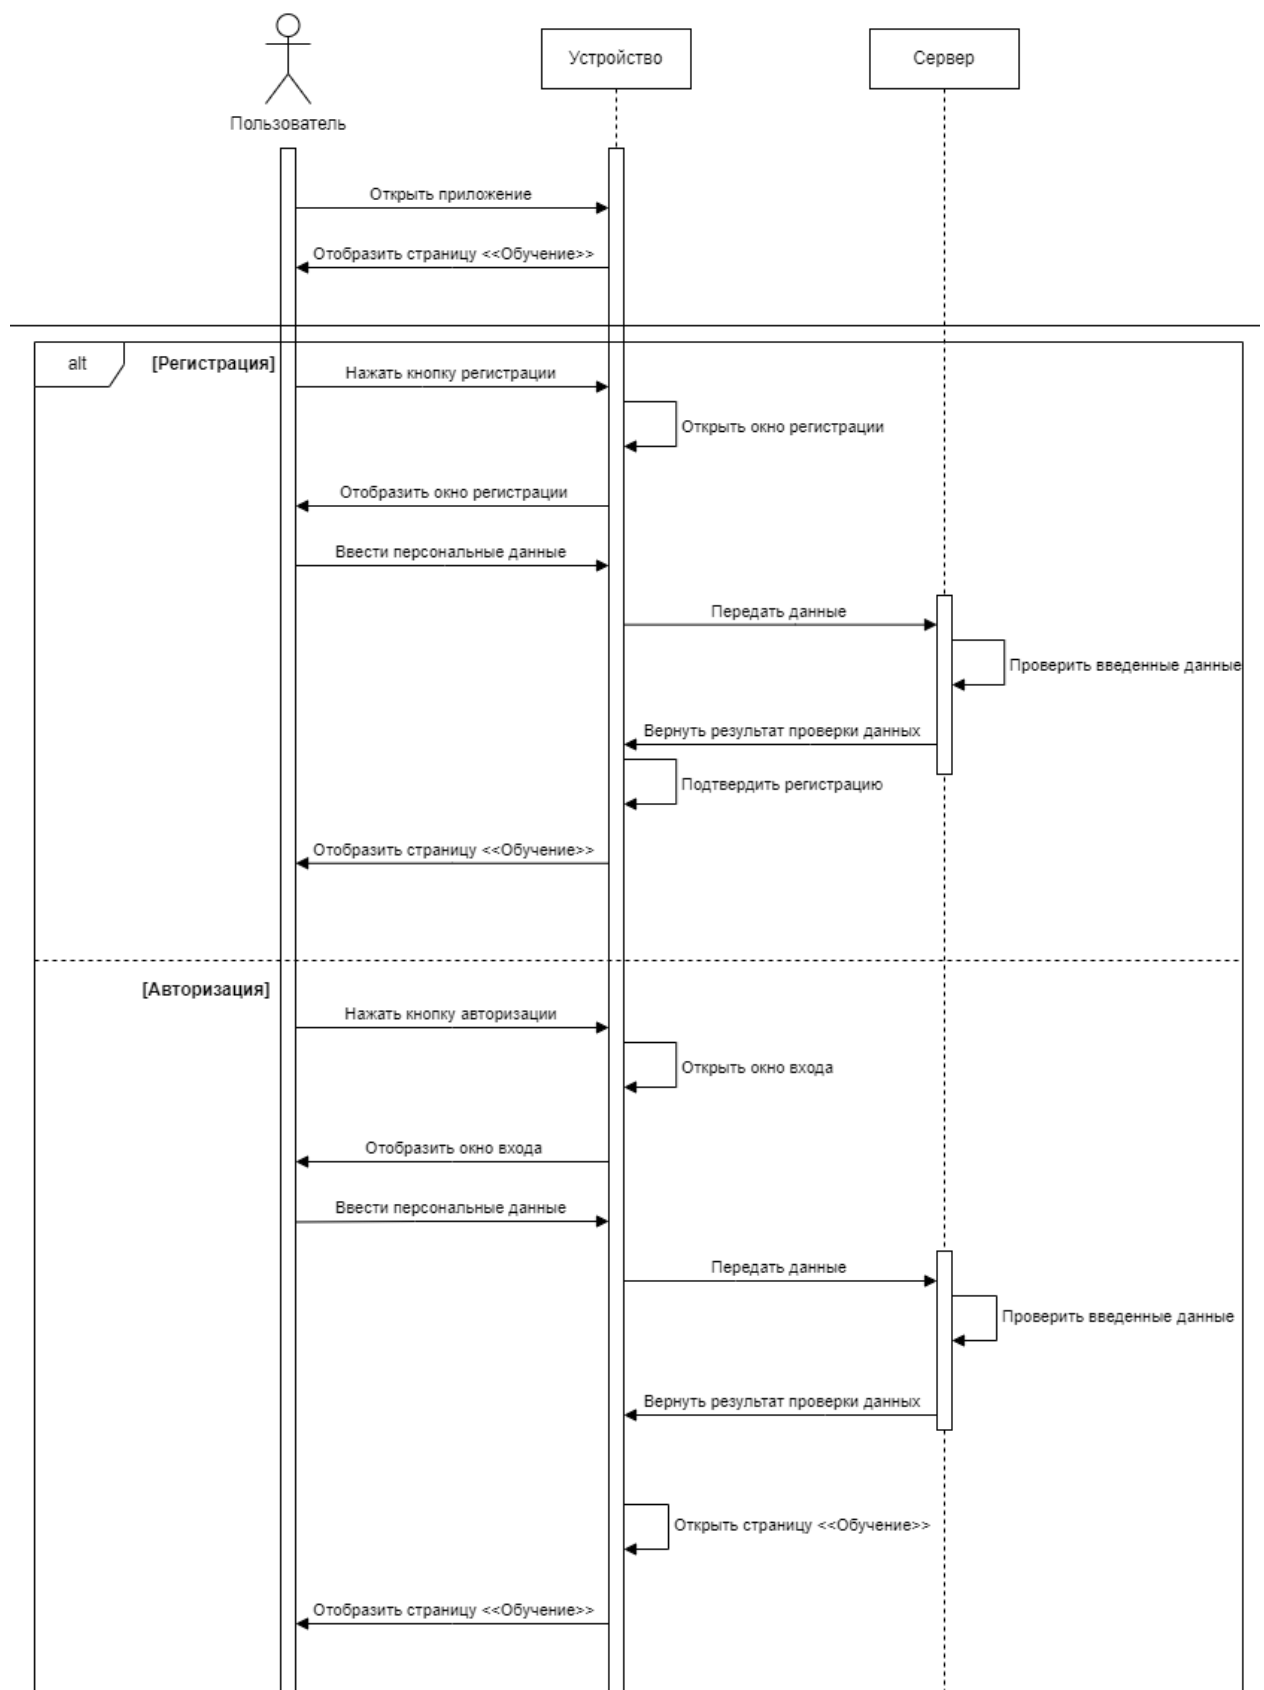 Пользователь
Устройство
Сервер
Открыть приложение
Отобразить страницу <<Обучение>>
alt
[Регистрация]
Нажать кнопку регистрации
Открыть окно регистрации
Отобразить окно регистрации
Ввести персональные данные
Передать данные
Проверить введенные данные
Вернуть результат проверки данных
Подтвердить регистрацию
Отобразить страницу <<Обучение>>
[Авторизация]
Нажать кнопку авторизации
Открыть окно входа
Отобразить окно входа
Ввести персональные данные
Передать данные
Проверить введенные данные
Вернуть результат проверки данных
Открыть страницу <<Обучение>>
Отобразить страницу <<Обучение>>